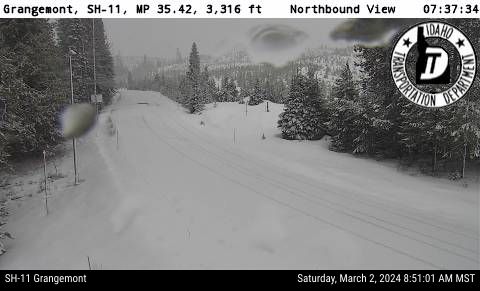 Grangemont, SH-11, MP 35.42, 3,316 ft Northbound View 07:37:34
IDAHO
TRANSPORTATION DEPARTMENT
SH-11 Grangemont Saturday, March 2, 2024 8:51:01 AM MST